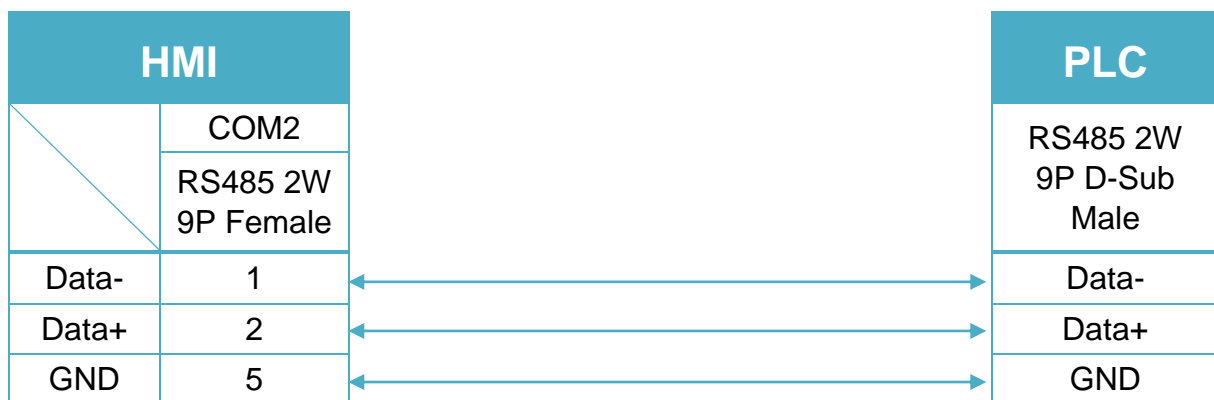 HMI
PLC
COM2
RS485 2W
9P Female
RS485 2W
9P D-Sub
Male
Data- 1 Data-
Data+ 2 Data+
GND 5 GND